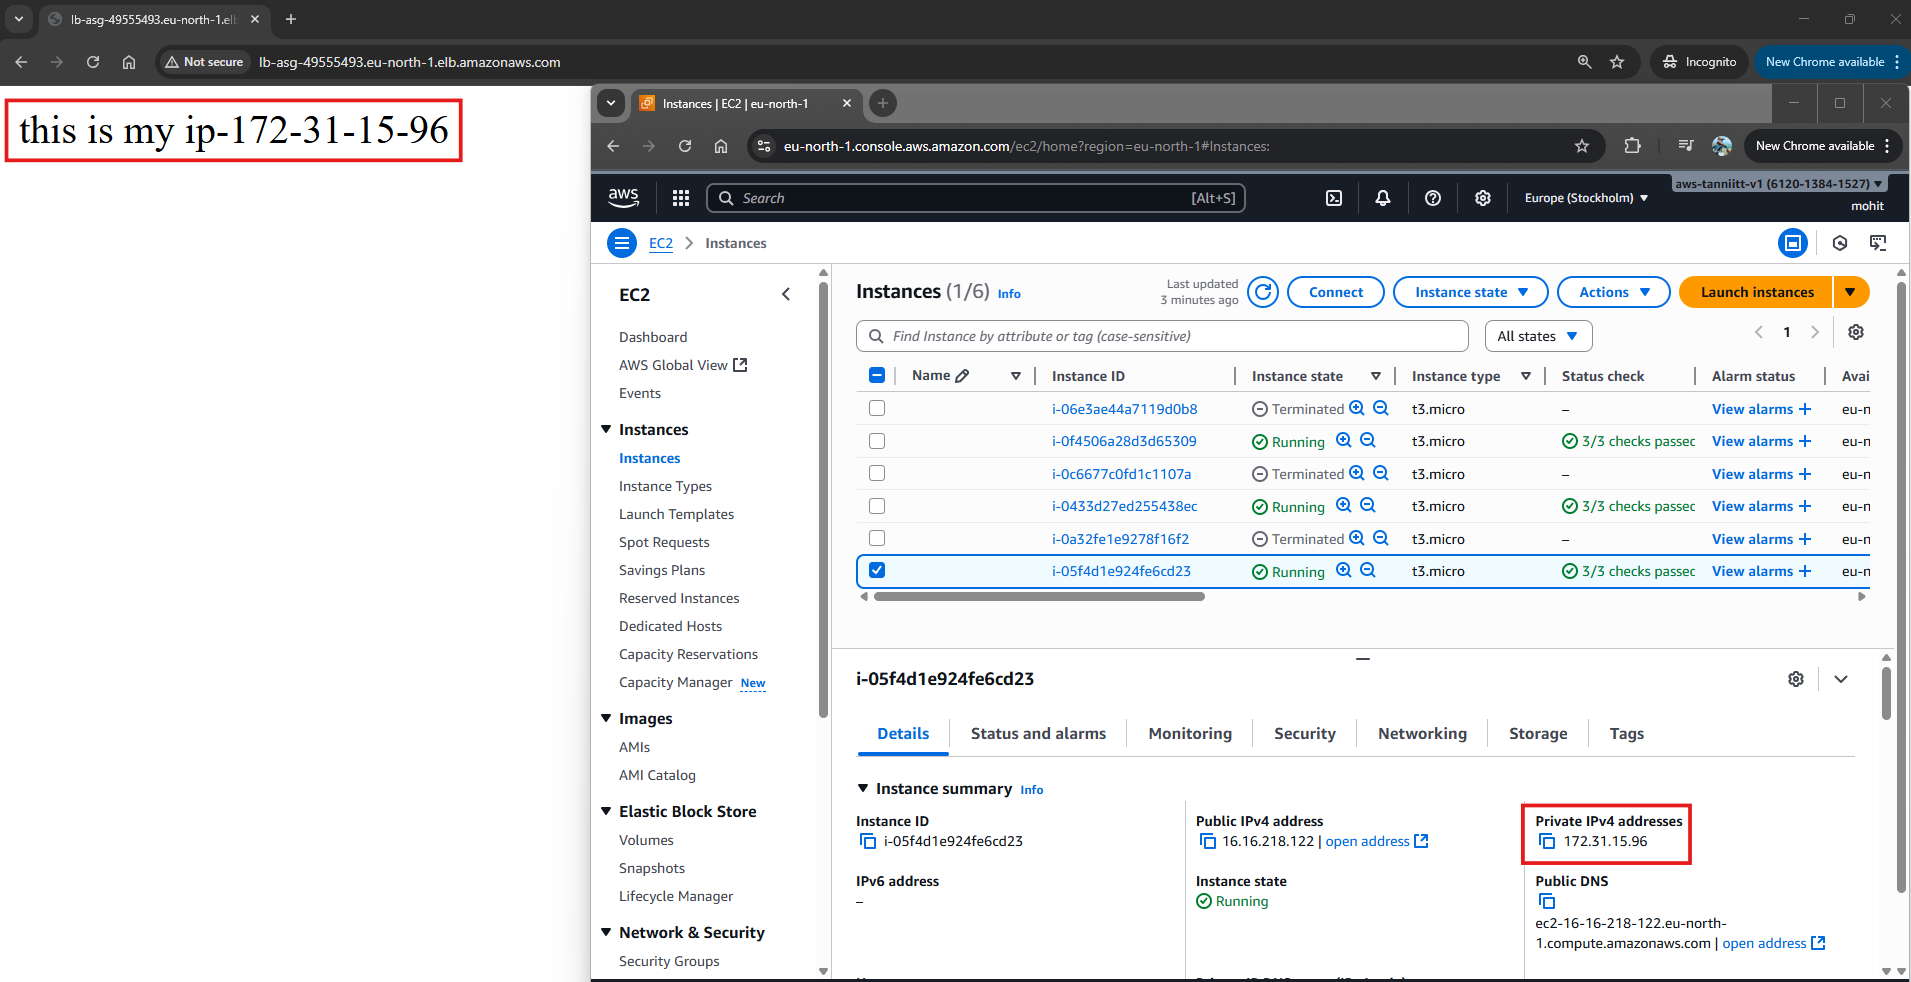 lb-asg-49555493.eu-north-1.elb
Not secure
lb-asg-49555493.eu-north-1.elb.amazonaws.com
Incognito
New Chrome available
this is my ip-172-31-15-96
Instances | EC2 | eu-north-1
eu-north-1.console.aws.amazon.com/ec2/home?region=eu-north-1#Instances:
New Chrome available
aws
Search
[Alt+S]
Europe (Stockholm)
aws-tanniitt-v1 (6120-1384-1527)
mohit
EC2
Instances
EC2
Dashboard
AWS Global View
Events
Instances
Instances
Instance Types
Launch Templates
Spot Requests
Savings Plans
Reserved Instances
Dedicated Hosts
Capacity Reservations
Capacity Manager New
Images
AMIs
AMI Catalog
Elastic Block Store
Volumes
Snapshots
Lifecycle Manager
Network & Security
Security Groups
Instances (1/6) Info
Last updated
3 minutes ago
Connect
Instance state
Actions
Launch instances
Find Instance by attribute or tag (case-sensitive)
All states
1
Name Instance ID Instance state Instance type Status check Alarm status Avai
i-06e3ae44a7119d0b8 Terminated t3.micro – View alarms + eu-n
i-0f4506a28d3d65309 Running t3.micro 3/3 checks passec View alarms + eu-n
i-0c6677c0fd1c1107a Terminated t3.micro – View alarms + eu-n
i-0433d27ed255438ec Running t3.micro 3/3 checks passec View alarms + eu-n
i-0a32fe1e9278f16f2 Terminated t3.micro – View alarms + eu-n
i-05f4d1e924fe6cd23 Running t3.micro 3/3 checks passec View alarms + eu-n
i-05f4d1e924fe6cd23
Details Status and alarms Monitoring Security Networking Storage Tags
Instance summary Info
Instance ID
i-05f4d1e924fe6cd23
IPv6 address
–
Public IPv4 address
16.16.218.122 | open address
Instance state
Running
Private IPv4 addresses
172.31.15.96
Public DNS
ec2-16-16-218-122.eu-north-
1.compute.amazonaws.com | open address